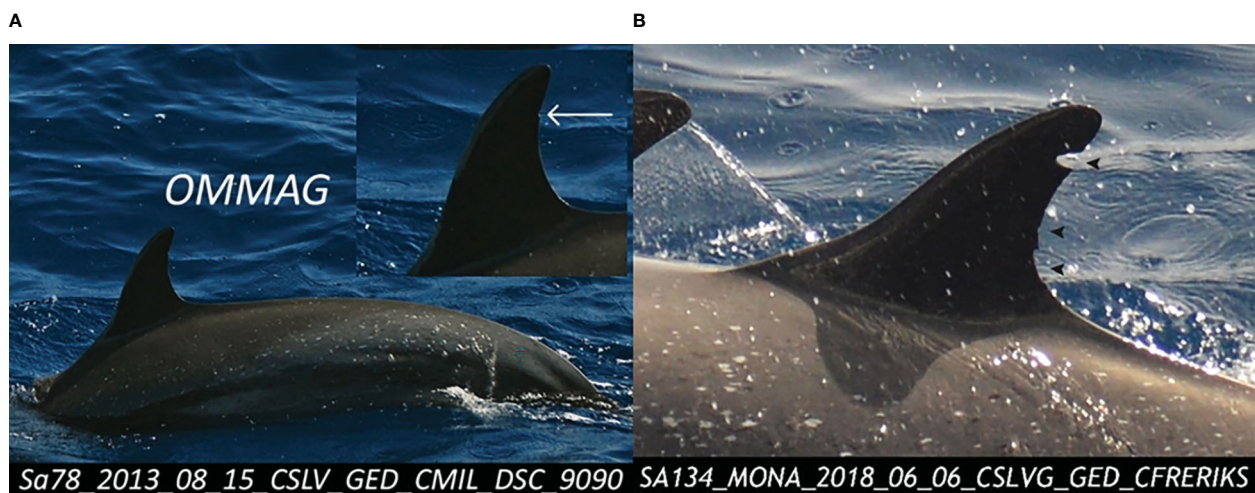 A
B
OMMAG
Sa78_2013_08_15_CSLV_GED_CMIL_DSC_9090
SA134_MONA_2018_06_06_CSLVG_GED_CFRERIKS